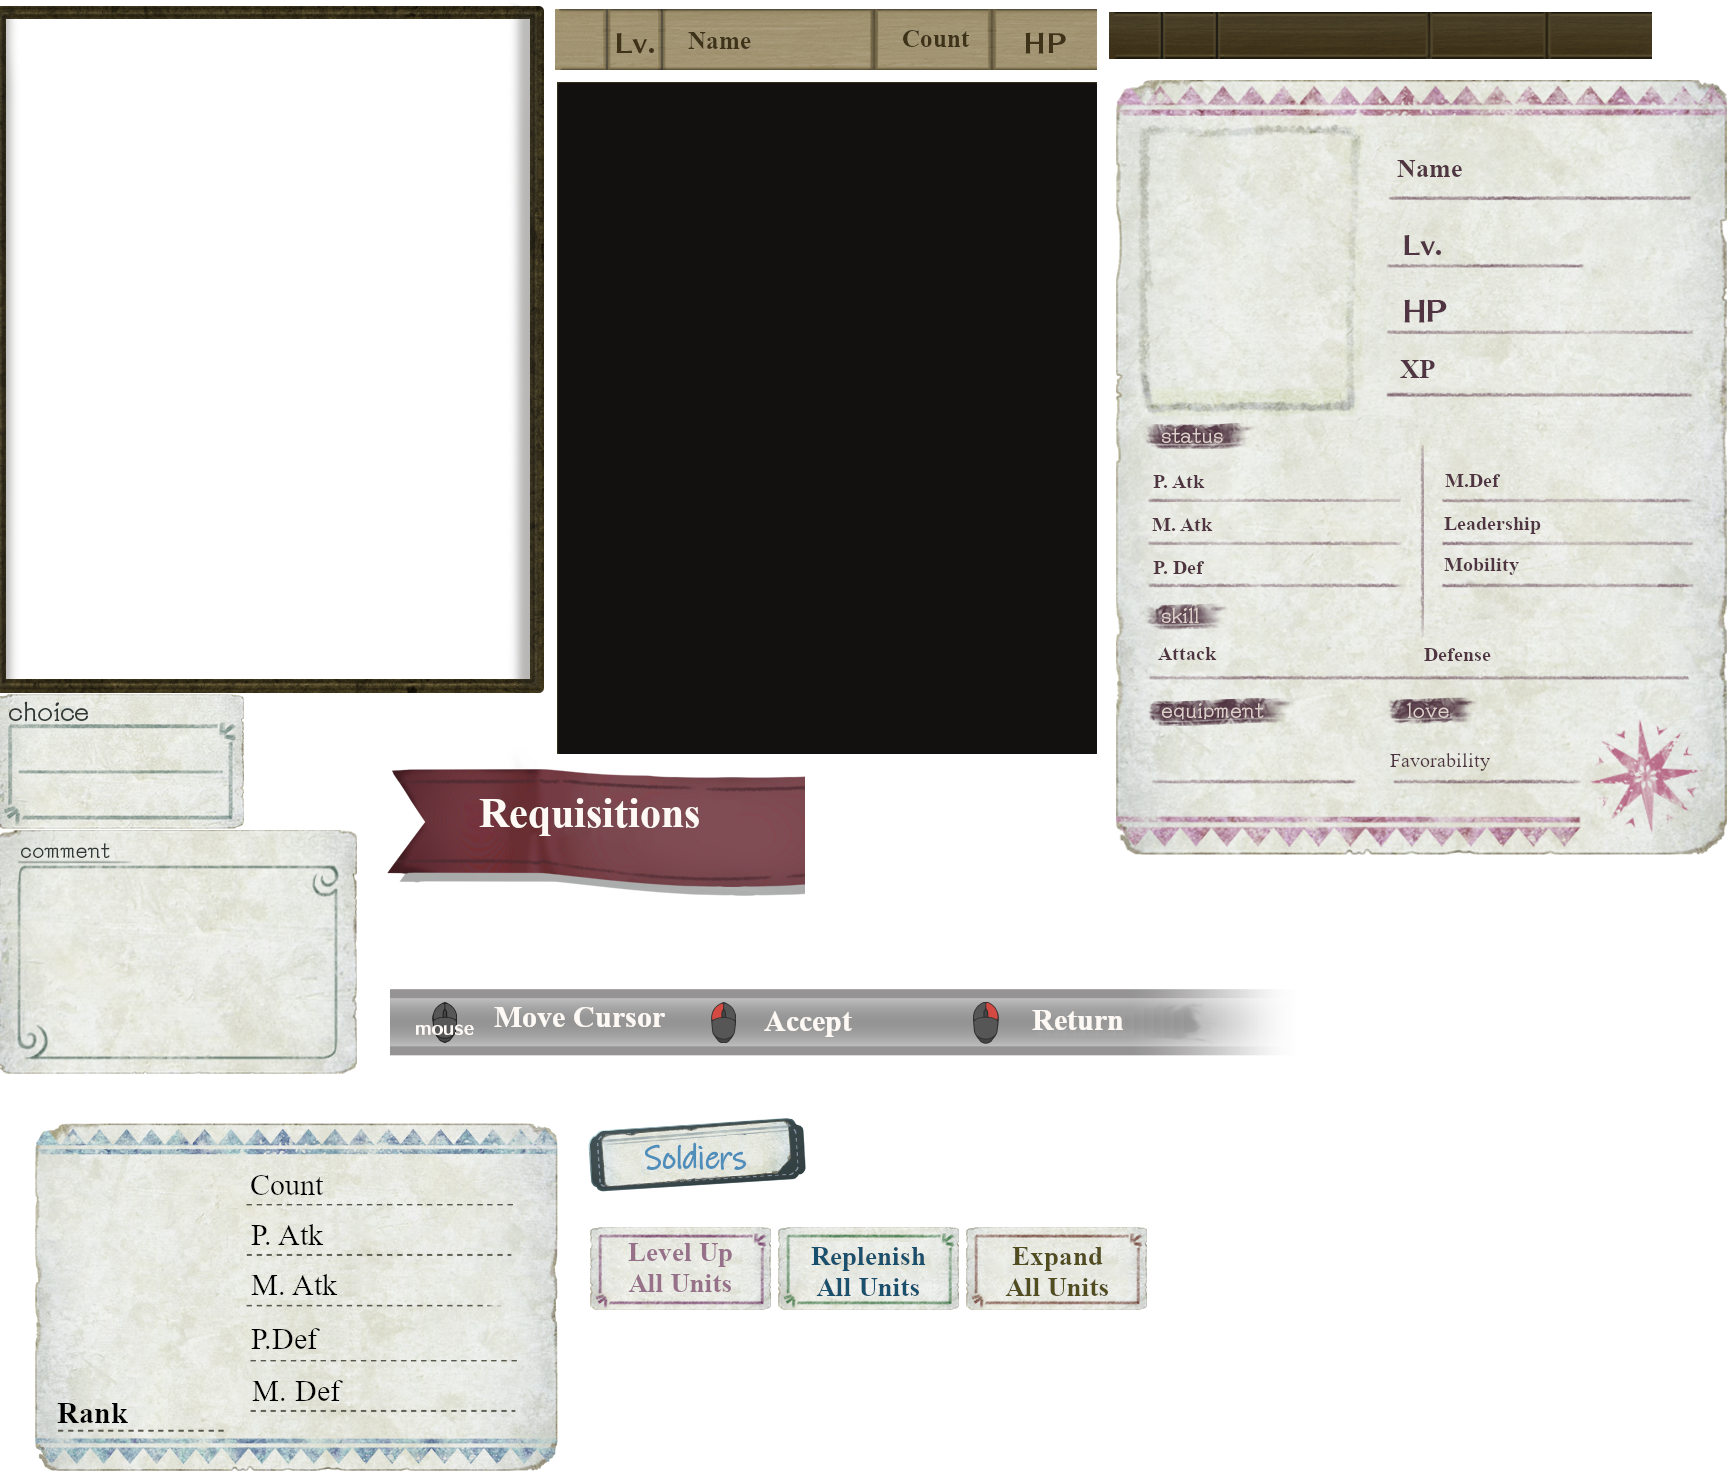 Lv.
Name
Count
HP
Name
Lv.
HP
XP
status
P. Atk
M.Def
M. Atk
Leadership
P. Def
Mobility
skill
Attack
Defense
equipment
love
Favorability
choice
comment
Requisitions
mouse
Move Cursor
Accept
Return
Count
P. Atk
M. Atk
P.Def
M. Def
Rank
Soldiers
Level Up
All Units
Replenish
All Units
Expand
All Units